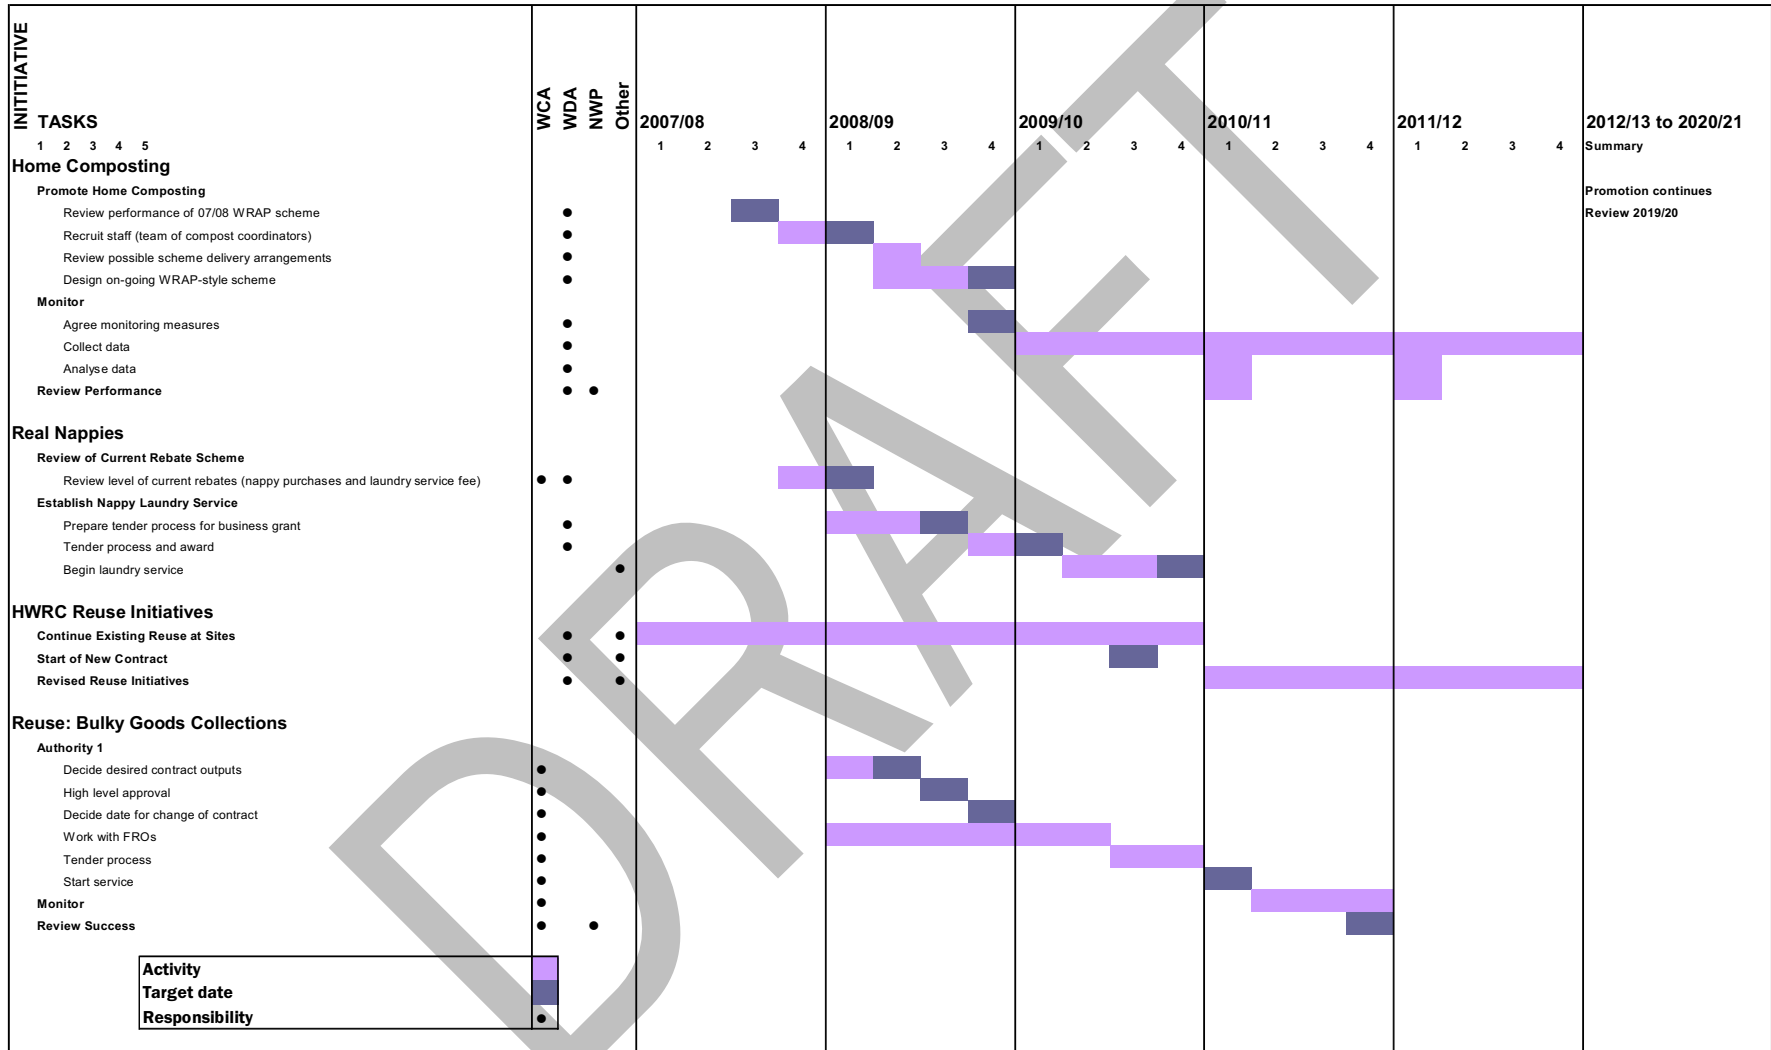 INITITIATIVE
TASKS WCA WDA NWP Other 2007/08 2008/09 2009/10 2010/11 2011/12 2012/13 to 2020/21
1 2 3 4 5 1 2 3 4 1 2 3 4 1 2 3 4 1 2 3 4 1 2 3 4 Summary
Home Composting
Promote Home Composting Promotion continues
Review performance of 07/08 WRAP scheme ● Review 2019/20
Recruit staff (team of compost coordinators) ●
Review possible scheme delivery arrangements ●
Design on-going WRAP-style scheme ●
Monitor
Agree monitoring measures ●
Collect data ●
Analyse data ●
Review Performance ● ●
Real Nappies
Review of Current Rebate Scheme
Review level of current rebates (nappy purchases and laundry service fee) ● ●
Establish Nappy Laundry Service
Prepare tender process for business grant ●
Tender process and award ●
Begin laundry service ●
HWRC Reuse Initiatives
Continue Existing Reuse at Sites ● ●
Start of New Contract ● ●
Revised Reuse Initiatives ● ●
Reuse: Bulky Goods Collections
Authority 1
Decide desired contract outputs ●
High level approval ●
Decide date for change of contract ●
Work with FROs ●
Tender process ●
Start service ●
Monitor ●
Review Success ● ●
Activity
Target date
Responsibility ●
DRAFT